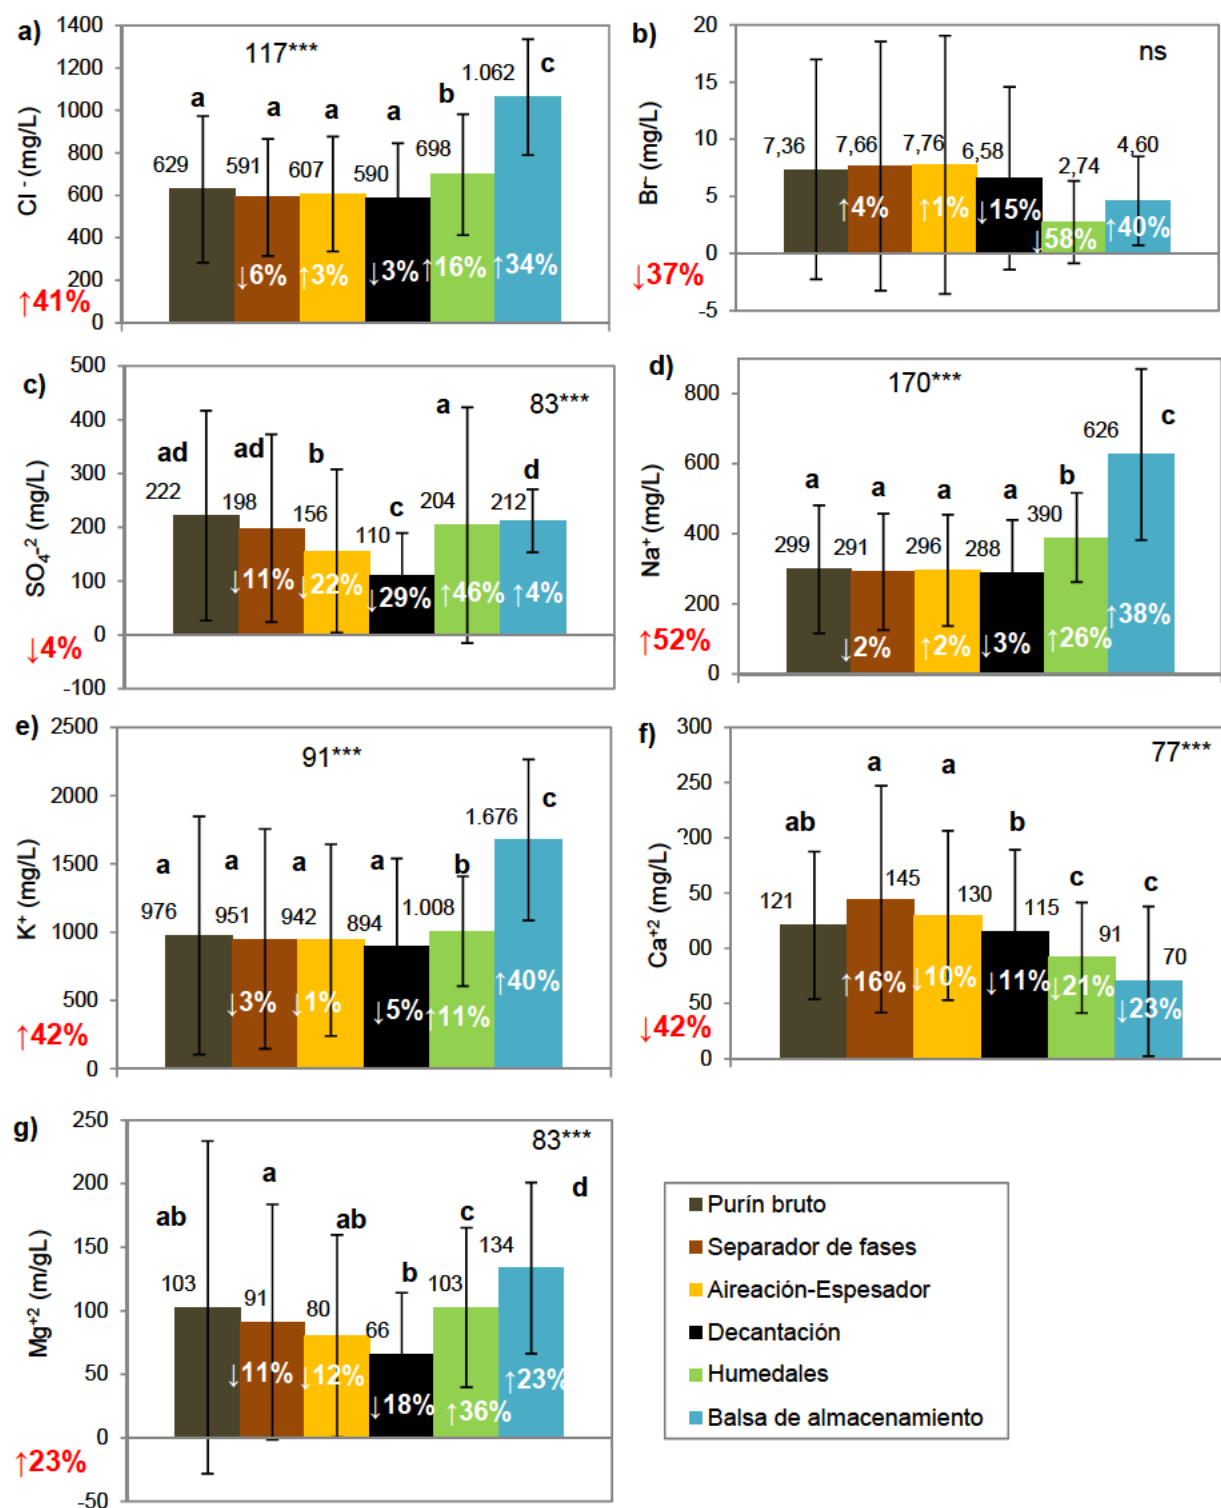 a)
117***
Cl - (mg/L)
1400
1200
1000
800
600
400
200
0
629
591
607
590
698
1.062
a
a
a
a
b
c
↓6%
↑3%
↓3%
↑16%
↑34%
↑41%
b)
ns
Br- (mg/L)
20
15
10
5
0
-5
7,36
7,66
7,76
6,58
2,74
4,60
↑4%
↑1%
↓15%
↓58%
↑40%
↓37%
c)
83***
SO4-2 (mg/L)
500
400
300
200
100
0
-100
222
198
156
110
204
212
ad
ad
b
c
a
d
↓11%
↓22%
↓29%
↑46%
↑4%
↓4%
d)
170***
Na+ (mg/L)
800
600
400
200
0
299
291
296
288
390
626
a
a
a
a
b
c
↓2%
↑2%
↓3%
↑26%
↑38%
↑52%
e)
91***
K+ (mg/L)
2500
2000
1500
1000
500
0
976
951
942
894
1.008
1.676
a
a
a
a
b
c
↓3%
↓1%
↓5%
↑11%
↑40%
↑42%
f)
77***
Ca+2 (mg/L)
300
250
200
50
00
50
0
121
145
130
115
91
70
ab
a
a
b
c
c
↑16%
↓10%
↓11%
↓21%
↓23%
↓42%
g)
83***
Mg+2 (m/gL)
250
200
150
100
50
0
-50
103
91
80
66
103
134
ab
a
ab
b
c
d
↓11%
↓12%
↓18%
↑36%
↑23%
↑23%
Purín bruto
Separador de fases
Aireación-Espesador
Decantación
Humedales
Balsa de almacenamiento